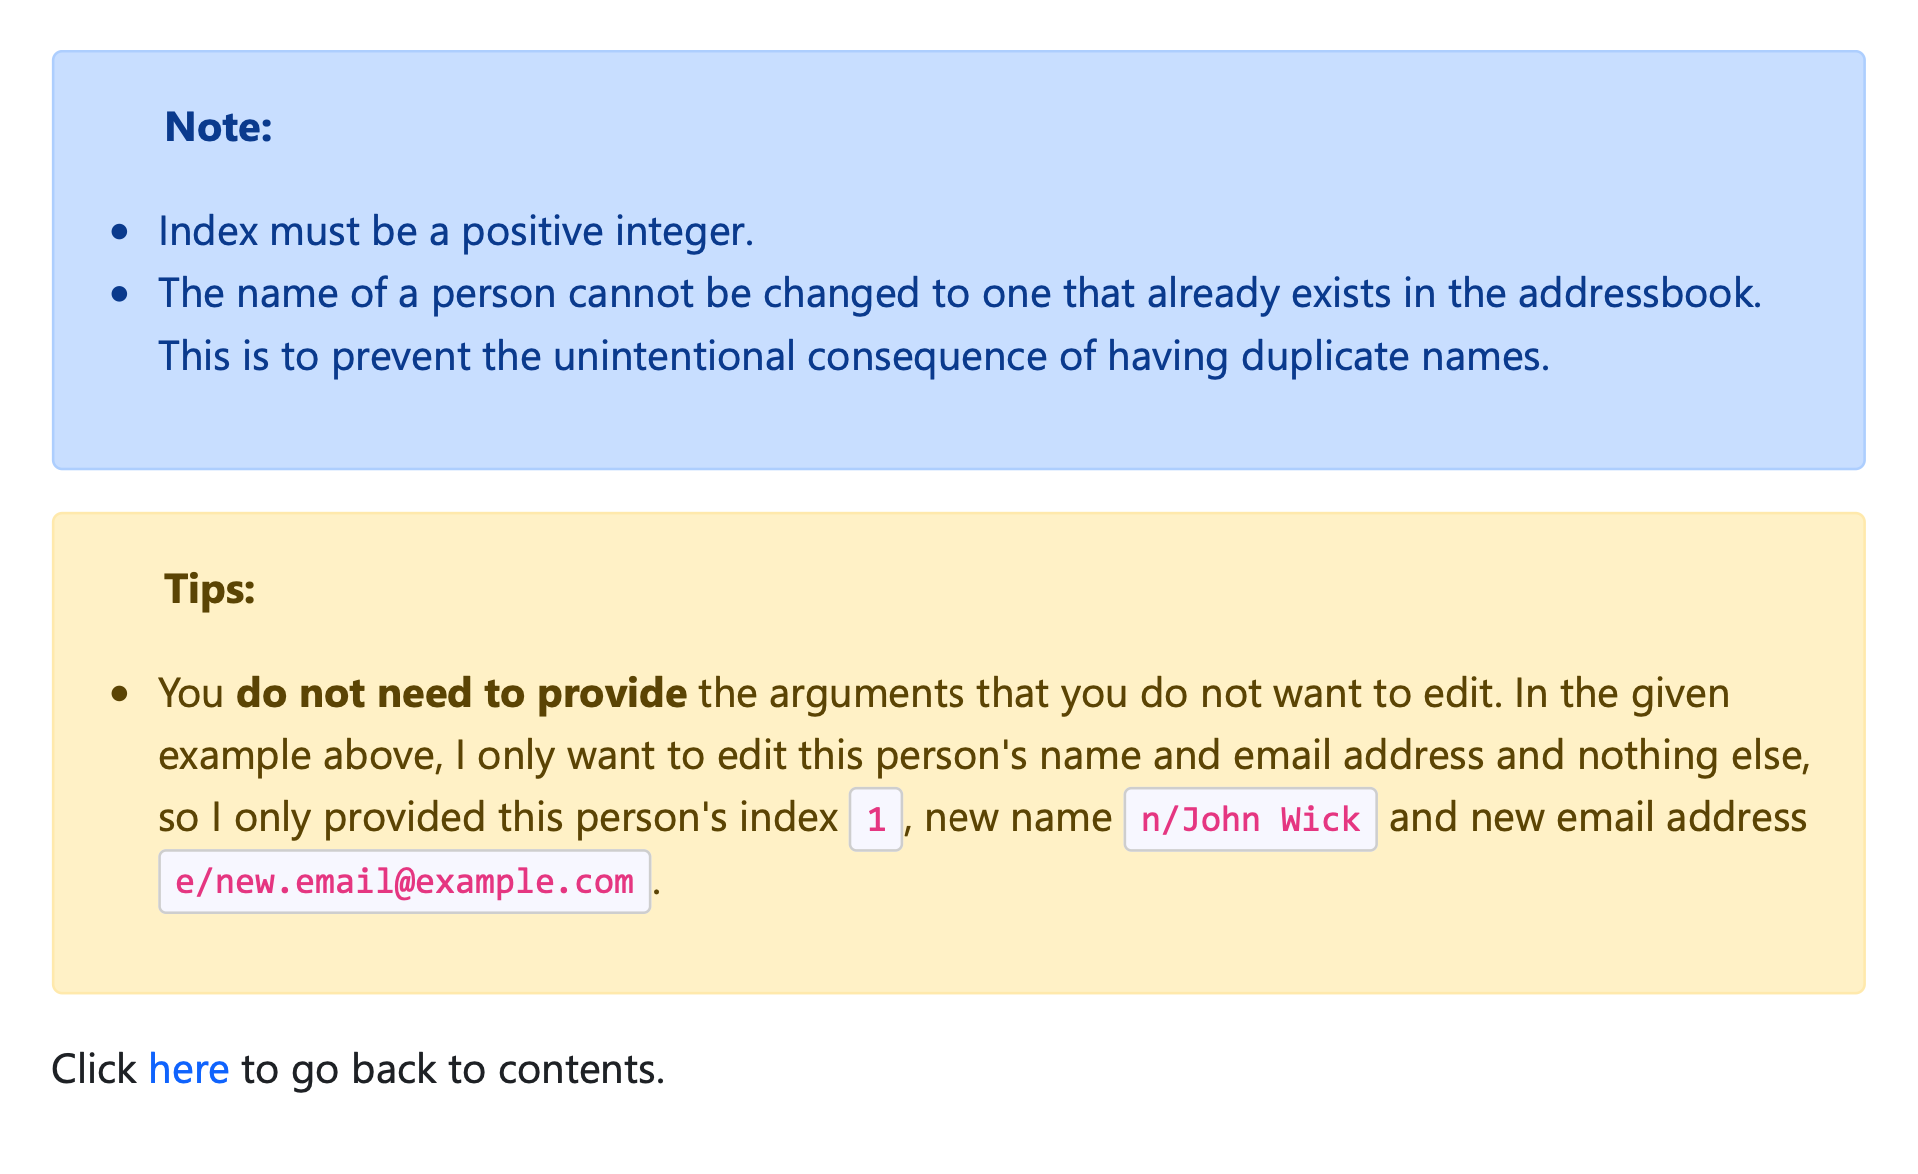 Note:
• Index must be a positive integer.
• The name of a person cannot be changed to one that already exists in the addressbook.
This is to prevent the unintentional consequence of having duplicate names.
Tips:
• You do not need to provide the arguments that you do not want to edit. In the given
example above, I only want to edit this person's name and email address and nothing else,
so I only provided this person's index 1, new name n/John Wick and new email address
e/new.email@example.com.
Click here to go back to contents.